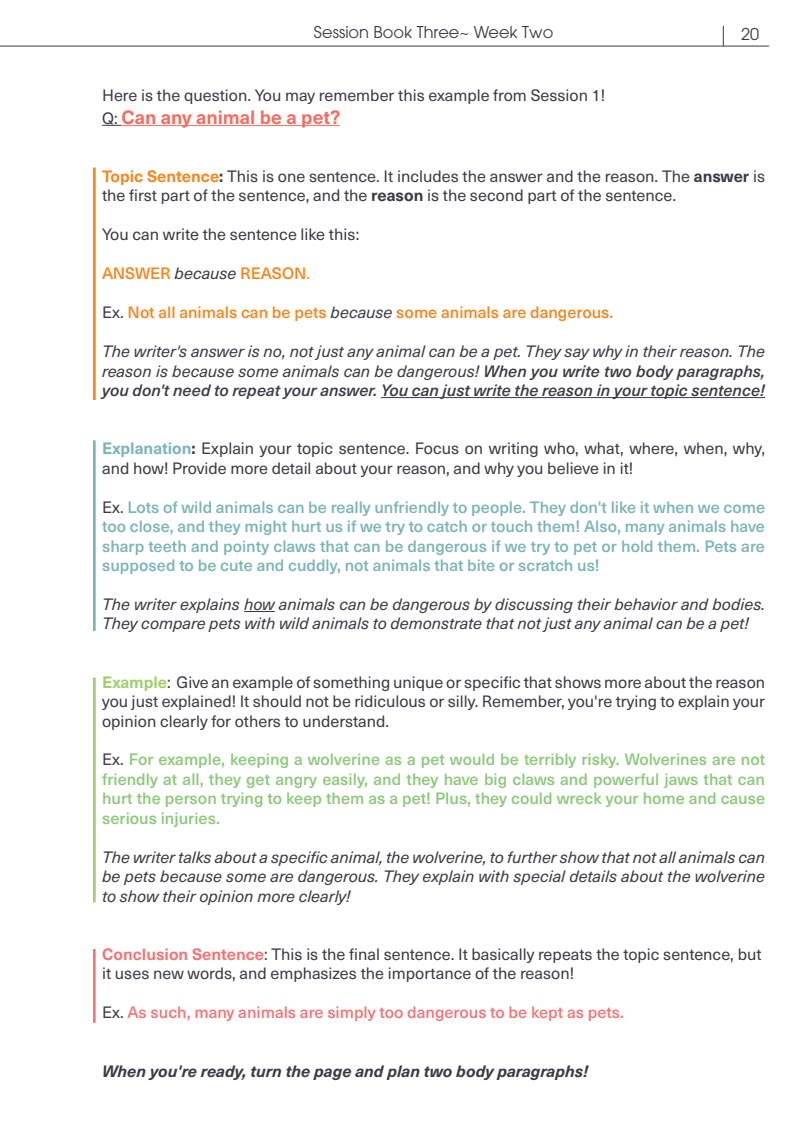 Session Book Three~ Week Two
20
Here is the question. You may remember this example from Session 1!
Q: Can any animal be a pet?
Topic Sentence: This is one sentence. It includes the answer and the reason. The answer is
the first part of the sentence, and the reason is the second part of the sentence.
You can write the sentence like this:
ANSWER because REASON.
Ex. Not all animals can be pets because some animals are dangerous.
The writer's answer is no, not just any animal can be a pet. They say why in their reason. The
reason is because some animals can be dangerous! When you write two body paragraphs,
you don't need to repeat your answer. You can just write the reason in your topic sentence!
Explanation: Explain your topic sentence. Focus on writing who, what, where, when, why,
and how! Provide more detail about your reason, and why you believe in it!
Ex. Lots of wild animals can be really unfriendly to people. They don't like it when we come
too close, and they might hurt us if we try to catch or touch them! Also, many animals have
sharp teeth and pointy claws that can be dangerous if we try to pet or hold them. Pets are
supposed to be cute and cuddly, not animals that bite or scratch us!
The writer explains how animals can be dangerous by discussing their behavior and bodies.
They compare pets with wild animals to demonstrate that not just any animal can be a pet!
Example: Give an example of something unique or specific that shows more about the reason
you just explained! It should not be ridiculous or silly. Remember, you're trying to explain your
opinion clearly for others to understand.
Ex. For example, keeping a wolverine as a pet would be terribly risky. Wolverines are not
friendly at all, they get angry easily, and they have big claws and powerful jaws that can
hurt the person trying to keep them as a pet! Plus, they could wreck your home and cause
serious injuries.
The writer talks about a specific animal, the wolverine, to further show that not all animals can
be pets because some are dangerous. They explain with special details about the wolverine
to show their opinion more clearly!
Conclusion Sentence: This is the final sentence. It basically repeats the topic sentence, but
it uses new words, and emphasizes the importance of the reason!
Ex. As such, many animals are simply too dangerous to be kept as pets.
When you're ready, turn the page and plan two body paragraphs!